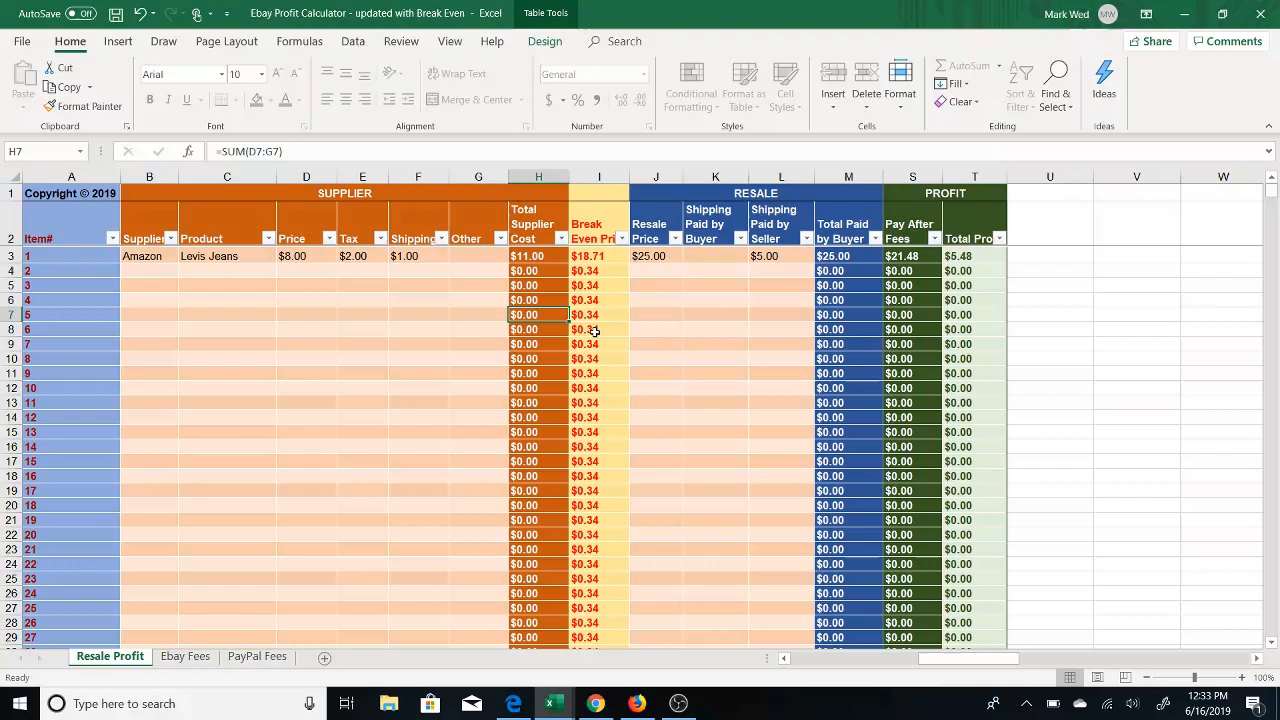 AutoSave Off Ebay Profit Calculator - updated with Break Even - Excel Table Tools Mark Wed MW
File Home Insert Draw Page Layout Formulas Data Review View Help Design Search Share Comments
Paste Cut Copy Format Painter
Clipboard
Arial 10
B I U
Font
Wrap Text
Merge & Center
Alignment
General
$ % ,
Number
Conditional Formatting Format as Table Cell Styles
Styles
Insert Delete Format
Cells
AutoSum Fill Clear Sort & Filter Find & Select
Editing
Ideas
Ideas
H7 fx =SUM(D7:G7)
A B C D E F G H I J K L M S T U V W
1 Copyright © 2019 SUPPLIER RESALE PROFIT
2 Item# Supplier Product Price Tax Shipping Other Total Supplier Cost Break Even Pri Resale Price Shipping Paid by Buyer Shipping Paid by Seller Total Paid by Buyer Pay After Fees Total Pro
3 1 Amazon Levis Jeans $8.00 $2.00 $1.00 $11.00 $18.71 $25.00 $5.00 $25.00 $21.48 $5.48
4 2 $0.00 $0.34 $0.00 $0.00 $0.00
5 3 $0.00 $0.34 $0.00 $0.00 $0.00
6 4 $0.00 $0.34 $0.00 $0.00 $0.00
7 5 $0.00 $0.34 $0.00 $0.00 $0.00
8 6 $0.00 $0.34 $0.00 $0.00 $0.00
9 7 $0.00 $0.34 $0.00 $0.00 $0.00
10 8 $0.00 $0.34 $0.00 $0.00 $0.00
11 9 $0.00 $0.34 $0.00 $0.00 $0.00
12 10 $0.00 $0.34 $0.00 $0.00 $0.00
13 11 $0.00 $0.34 $0.00 $0.00 $0.00
14 12 $0.00 $0.34 $0.00 $0.00 $0.00
15 13 $0.00 $0.34 $0.00 $0.00 $0.00
16 14 $0.00 $0.34 $0.00 $0.00 $0.00
17 15 $0.00 $0.34 $0.00 $0.00 $0.00
18 16 $0.00 $0.34 $0.00 $0.00 $0.00
19 17 $0.00 $0.34 $0.00 $0.00 $0.00
20 18 $0.00 $0.34 $0.00 $0.00 $0.00
21 19 $0.00 $0.34 $0.00 $0.00 $0.00
22 20 $0.00 $0.34 $0.00 $0.00 $0.00
23 21 $0.00 $0.34 $0.00 $0.00 $0.00
24 22 $0.00 $0.34 $0.00 $0.00 $0.00
25 23 $0.00 $0.34 $0.00 $0.00 $0.00
26 24 $0.00 $0.34 $0.00 $0.00 $0.00
27 25 $0.00 $0.34 $0.00 $0.00 $0.00
28 26 $0.00 $0.34 $0.00 $0.00 $0.00
29 27 $0.00 $0.34 $0.00 $0.00 $0.00
Resale Profit Ebay Fees PayPal Fees
Ready 100%
Type here to search
12:33 PM
6/16/2019